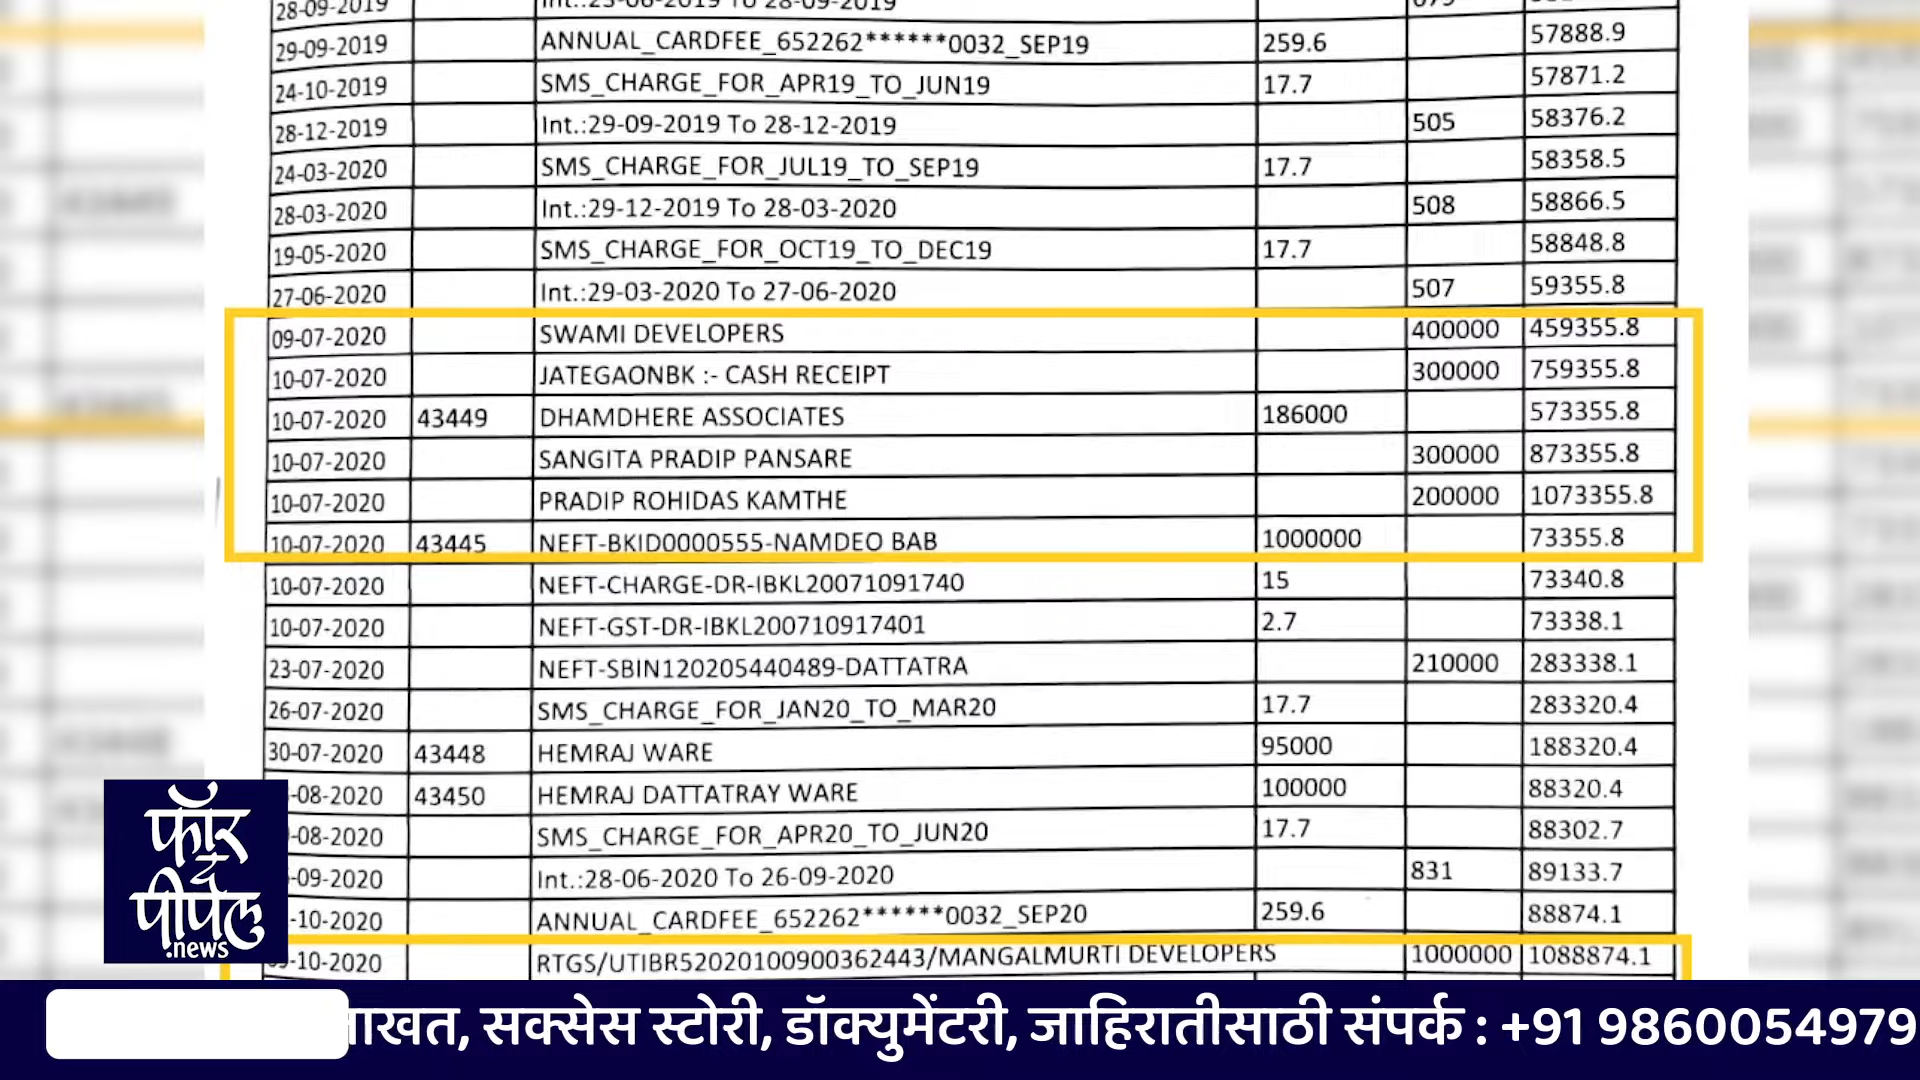 28-09-2019 Int.:23-06-2019 To 28-09-2019
29-09-2019 ANNUAL_CARDFEE_652262******0032_SEP19 259.6 57888.9
24-10-2019 SMS_CHARGE_FOR_APR19_TO_JUN19 17.7 57871.2
28-12-2019 Int.:29-09-2019 To 28-12-2019 505 58376.2
24-03-2020 SMS_CHARGE_FOR_JUL19_TO_SEP19 17.7 58358.5
28-03-2020 Int.:29-12-2019 To 28-03-2020 508 58866.5
19-05-2020 SMS_CHARGE_FOR_OCT19_TO_DEC19 17.7 58848.8
27-06-2020 Int.:29-03-2020 To 27-06-2020 507 59355.8
09-07-2020 SWAMI DEVELOPERS 400000 459355.8
10-07-2020 JATEGAONBK :- CASH RECEIPT 300000 759355.8
10-07-2020 43449 DHAMDHERE ASSOCIATES 186000 573355.8
10-07-2020 SANGITA PRADIP PANSARE 300000 873355.8
10-07-2020 PRADIP ROHIDAS KAMTHE 200000 1073355.8
10-07-2020 43445 NEFT-BKID0000555-NAMDEO BAB 1000000 73355.8
10-07-2020 NEFT-CHARGE-DR-IBKL20071091740 15 73340.8
10-07-2020 NEFT-GST-DR-IBKL200710917401 2.7 73338.1
23-07-2020 NEFT-SBIN120205440489-DATTATRA 210000 283338.1
26-07-2020 SMS_CHARGE_FOR_JAN20_TO_MAR20 17.7 283320.4
30-07-2020 43448 HEMRAJ WARE 95000 188320.4
-08-2020 43450 HEMRAJ DATTATRAY WARE 100000 88320.4
-08-2020 SMS_CHARGE_FOR_APR20_TO_JUN20 17.7 88302.7
-09-2020 Int.:28-06-2020 To 26-09-2020 831 89133.7
-10-2020 ANNUAL_CARDFEE_652262******0032_SEP20 259.6 88874.1
-10-2020 RTGS/UTIBR52020100900362443/MANGALMURTI DEVELOPERS 1000000 1088874.1
फॉर
द
पीपल
.news
ाखत, सक्सेस स्टोरी, डॉक्युमेंटरी, जाहिरातीसाठी संपर्क : +91 9860054979